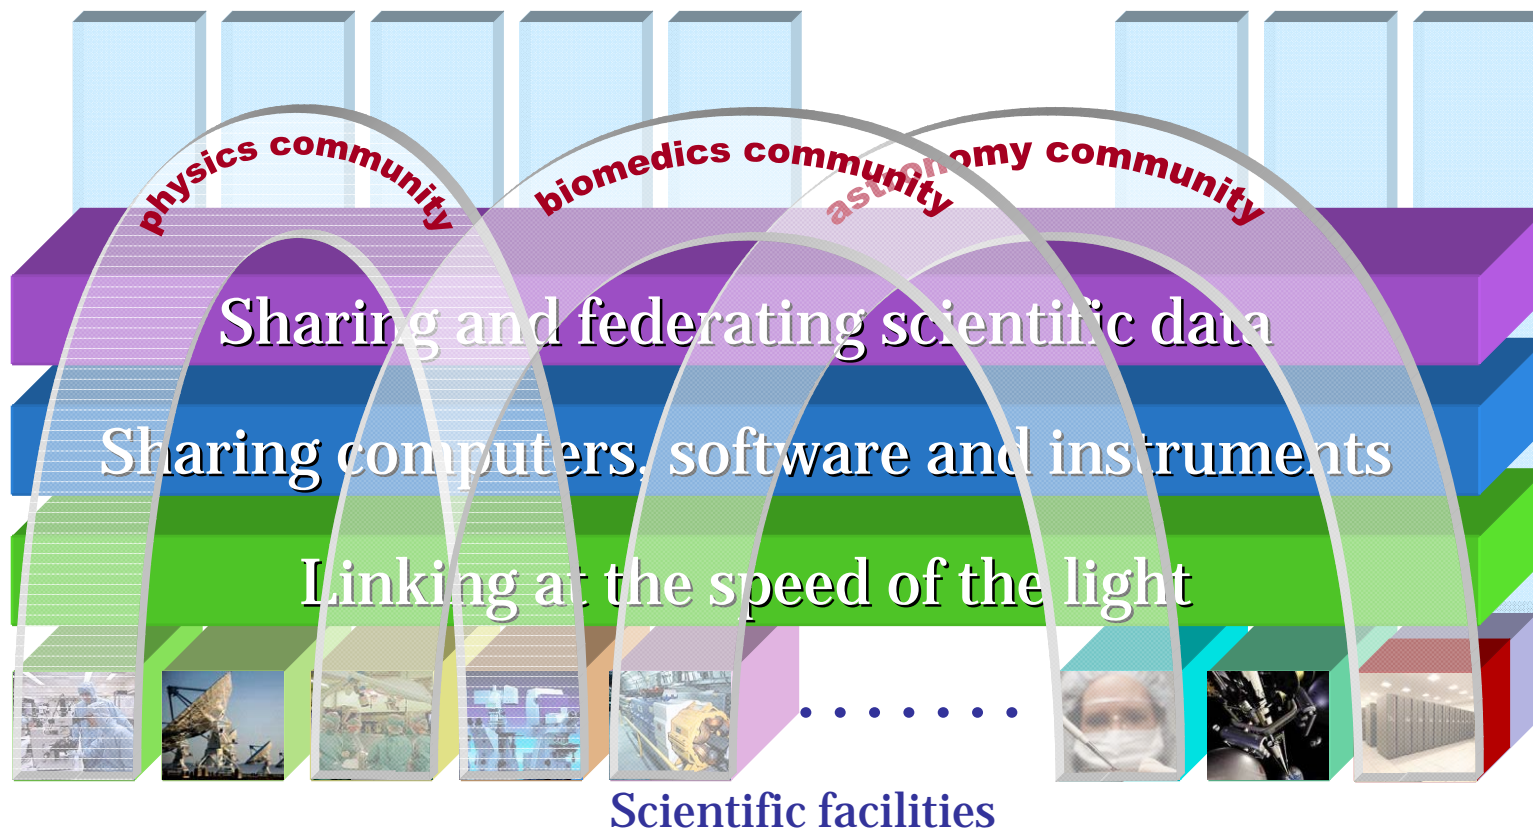 physics community
biomedics community
astronomy community
Sharing and federating scientific data
Sharing computers, software and instruments
Linking at the speed of the light
Scientific facilities